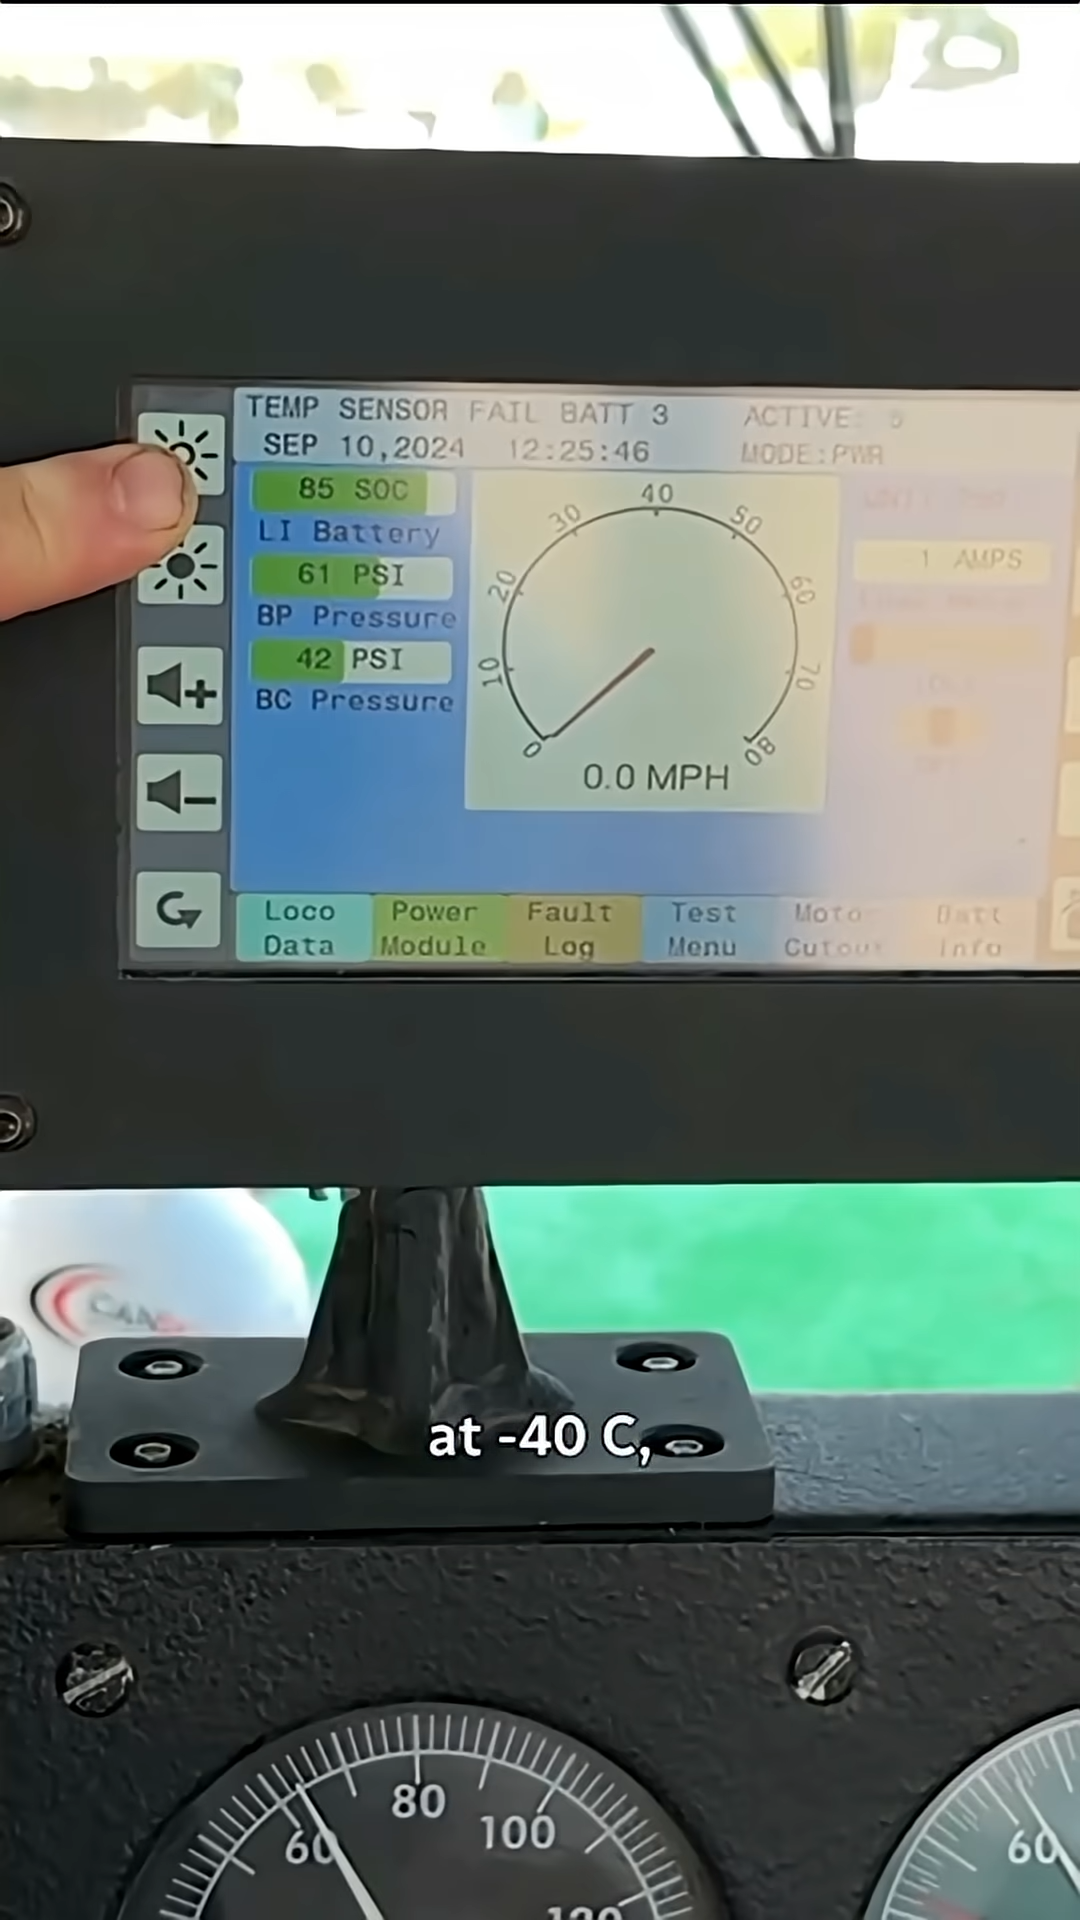 TEMP SENSOR FAIL BATT 3
ACTIVE: 5
SEP 10,2024 12:25:46
MODE:PWR
85 SOC
LI Battery
61 PSI
BP Pressure
42 PSI
BC Pressure
0 10 20 30 40 50 60 70 80
0.0 MPH
1 AMPS
Loco Data
Power Module
Fault Log
Test Menu
Motor Cutout
Batt Info
at -40 C,
60 80 100 120
60